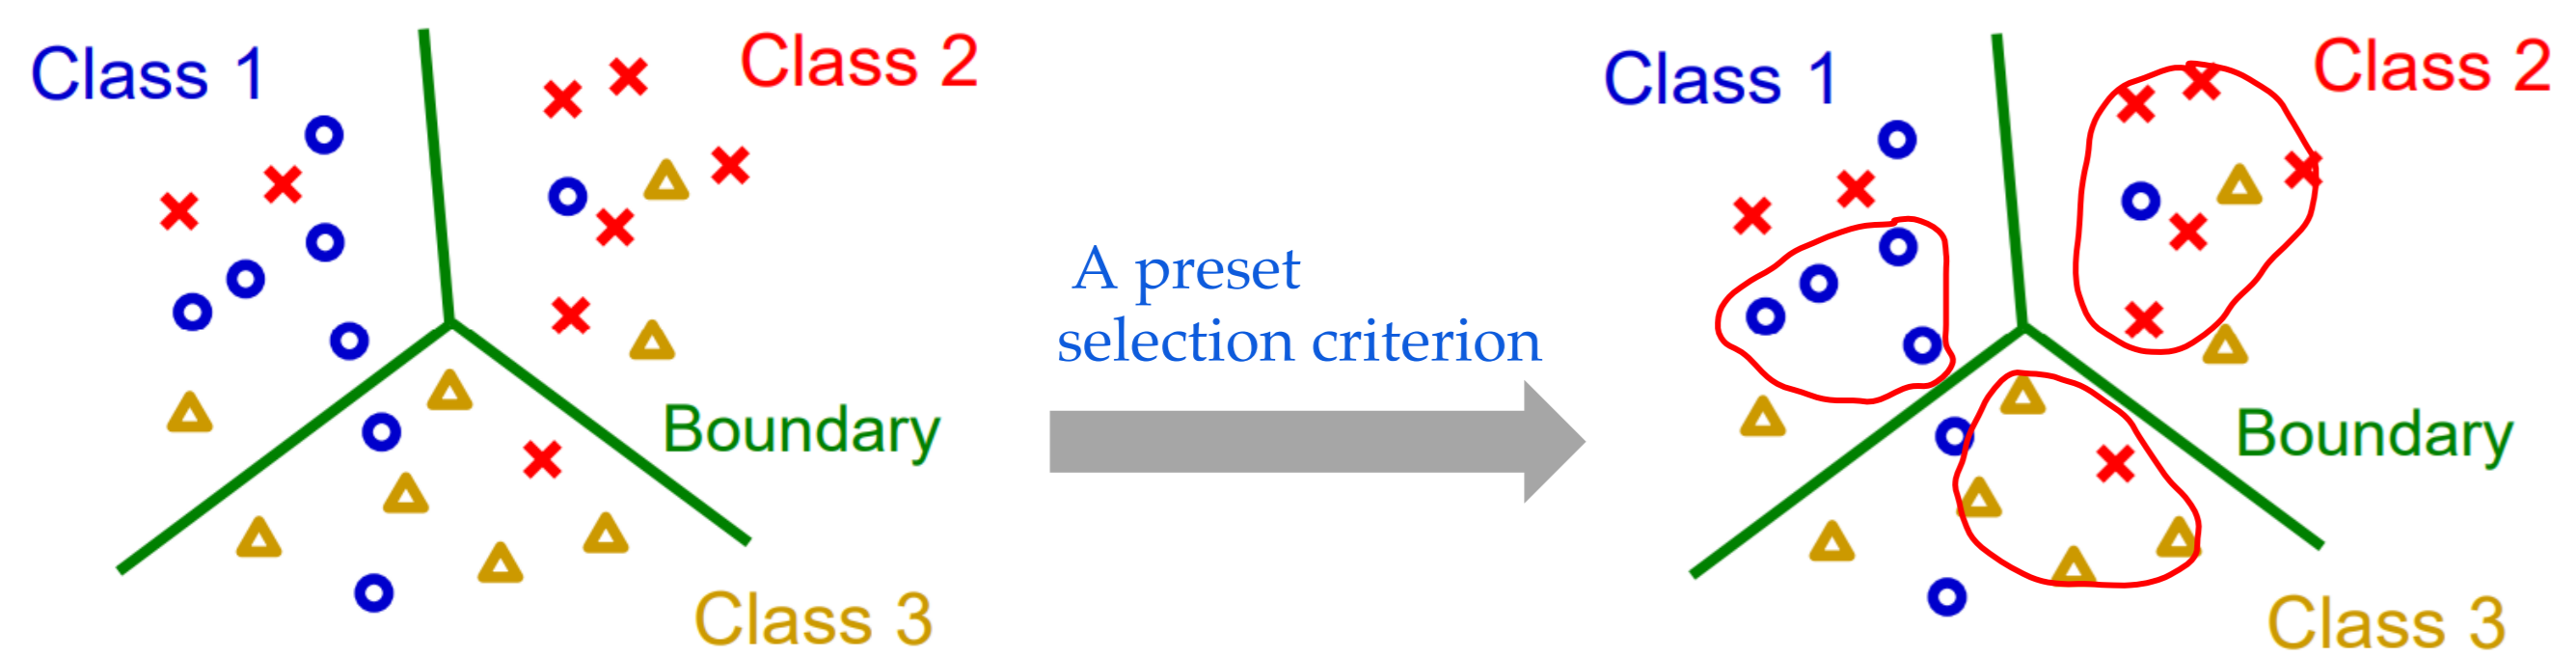 Class 1
Class 2
Boundary
Class 3
A preset
selection criterion
Class 1
Class 2
Boundary
Class 3